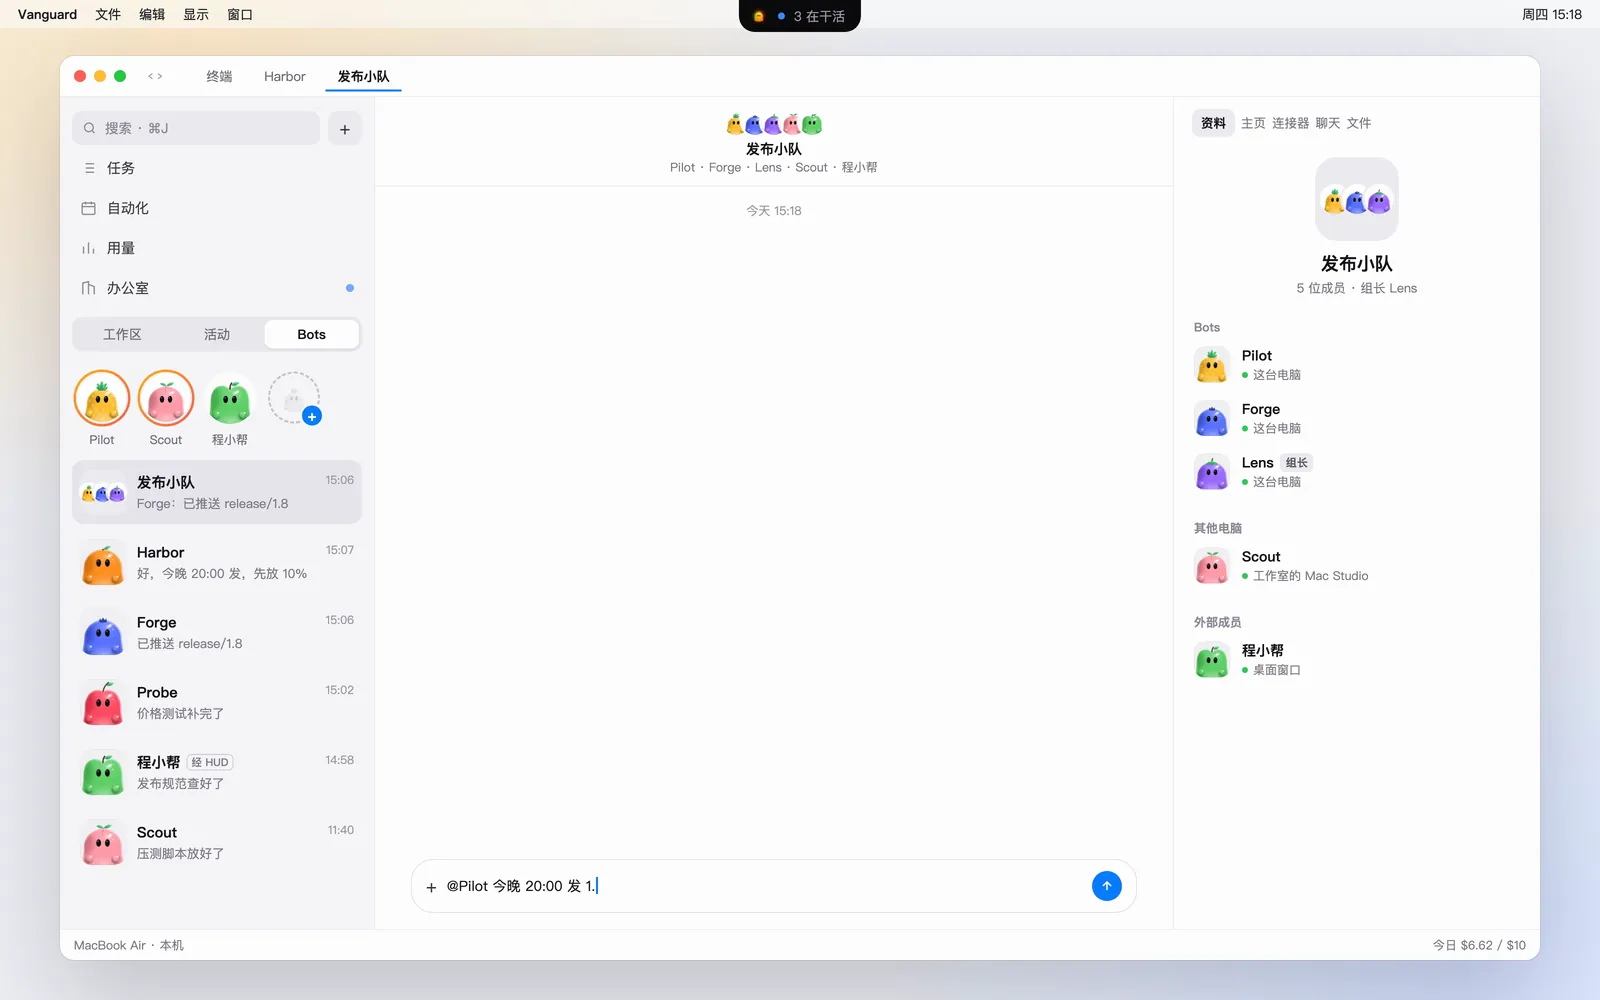 Vanguard 文件 编辑 显示 窗口
3 在干活
周四 15:18
终端 Harbor 发布小队
搜索 · ⌘J
任务
自动化
用量
办公室
工作区 活动 Bots
Pilot Scout 程小帮
发布小队 15:06
Forge：已推送 release/1.8
Harbor 15:07
好，今晚 20:00 发，先放 10%
Forge 15:06
已推送 release/1.8
Probe 15:02
价格测试补完了
程小帮 经 HUD 14:58
发布规范查好了
Scout 11:40
压测脚本放好了
发布小队
Pilot · Forge · Lens · Scout · 程小帮
今天 15:18
@Pilot 今晚 20:00 发 1.
资料 主页 连接器 聊天 文件
发布小队
5 位成员 · 组长 Lens
Bots
Pilot
这台电脑
Forge
这台电脑
Lens 组长
这台电脑
其他电脑
Scout
工作室的 Mac Studio
外部成员
程小帮
桌面窗口
MacBook Air · 本机
今日 $6.62 / $10